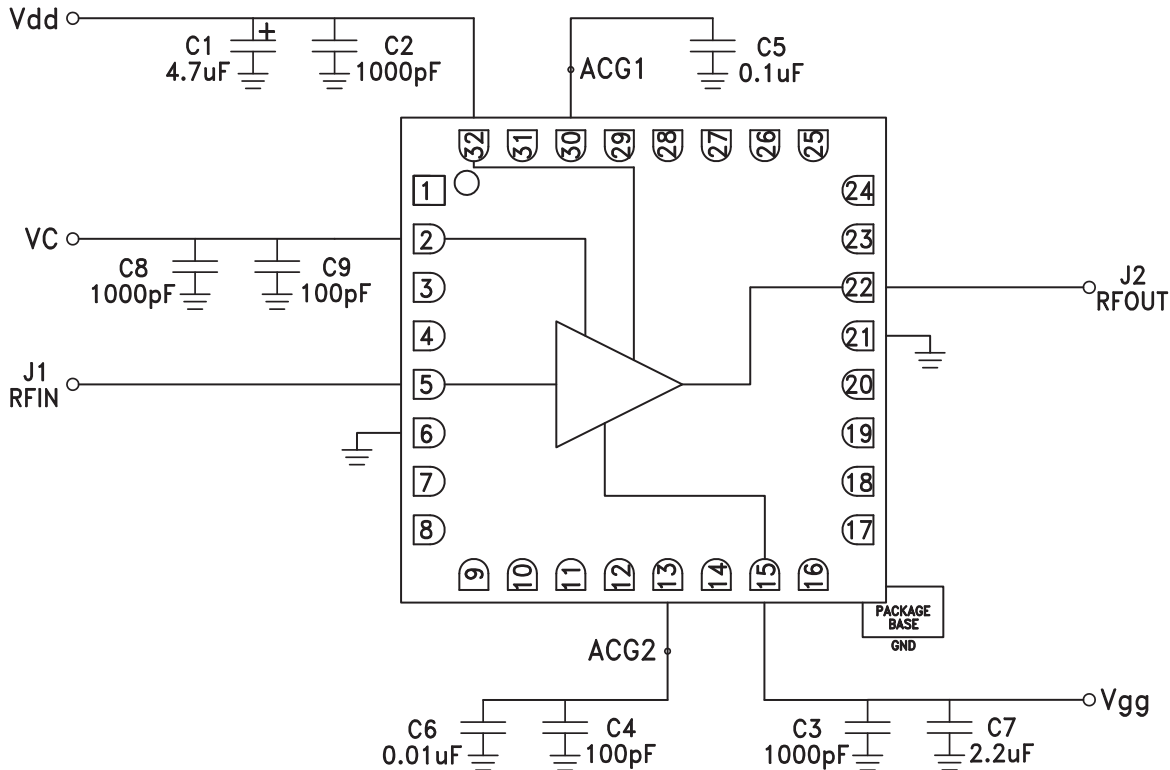 Vdd
C1
4.7uF
+
C2
1000pF
ACG1
C5
0.1uF
32
31
30
29
28
27
26
25
1
2
3
4
5
6
7
8
24
23
22
21
20
19
18
17
VC
C8
1000pF
C9
100pF
J1
RFIN
J2
RFOUT
9
10
11
12
13
14
15
16
PACKAGE
BASE
GND
ACG2
C6
0.01uF
C4
100pF
C3
1000pF
C7
2.2uF
Vgg